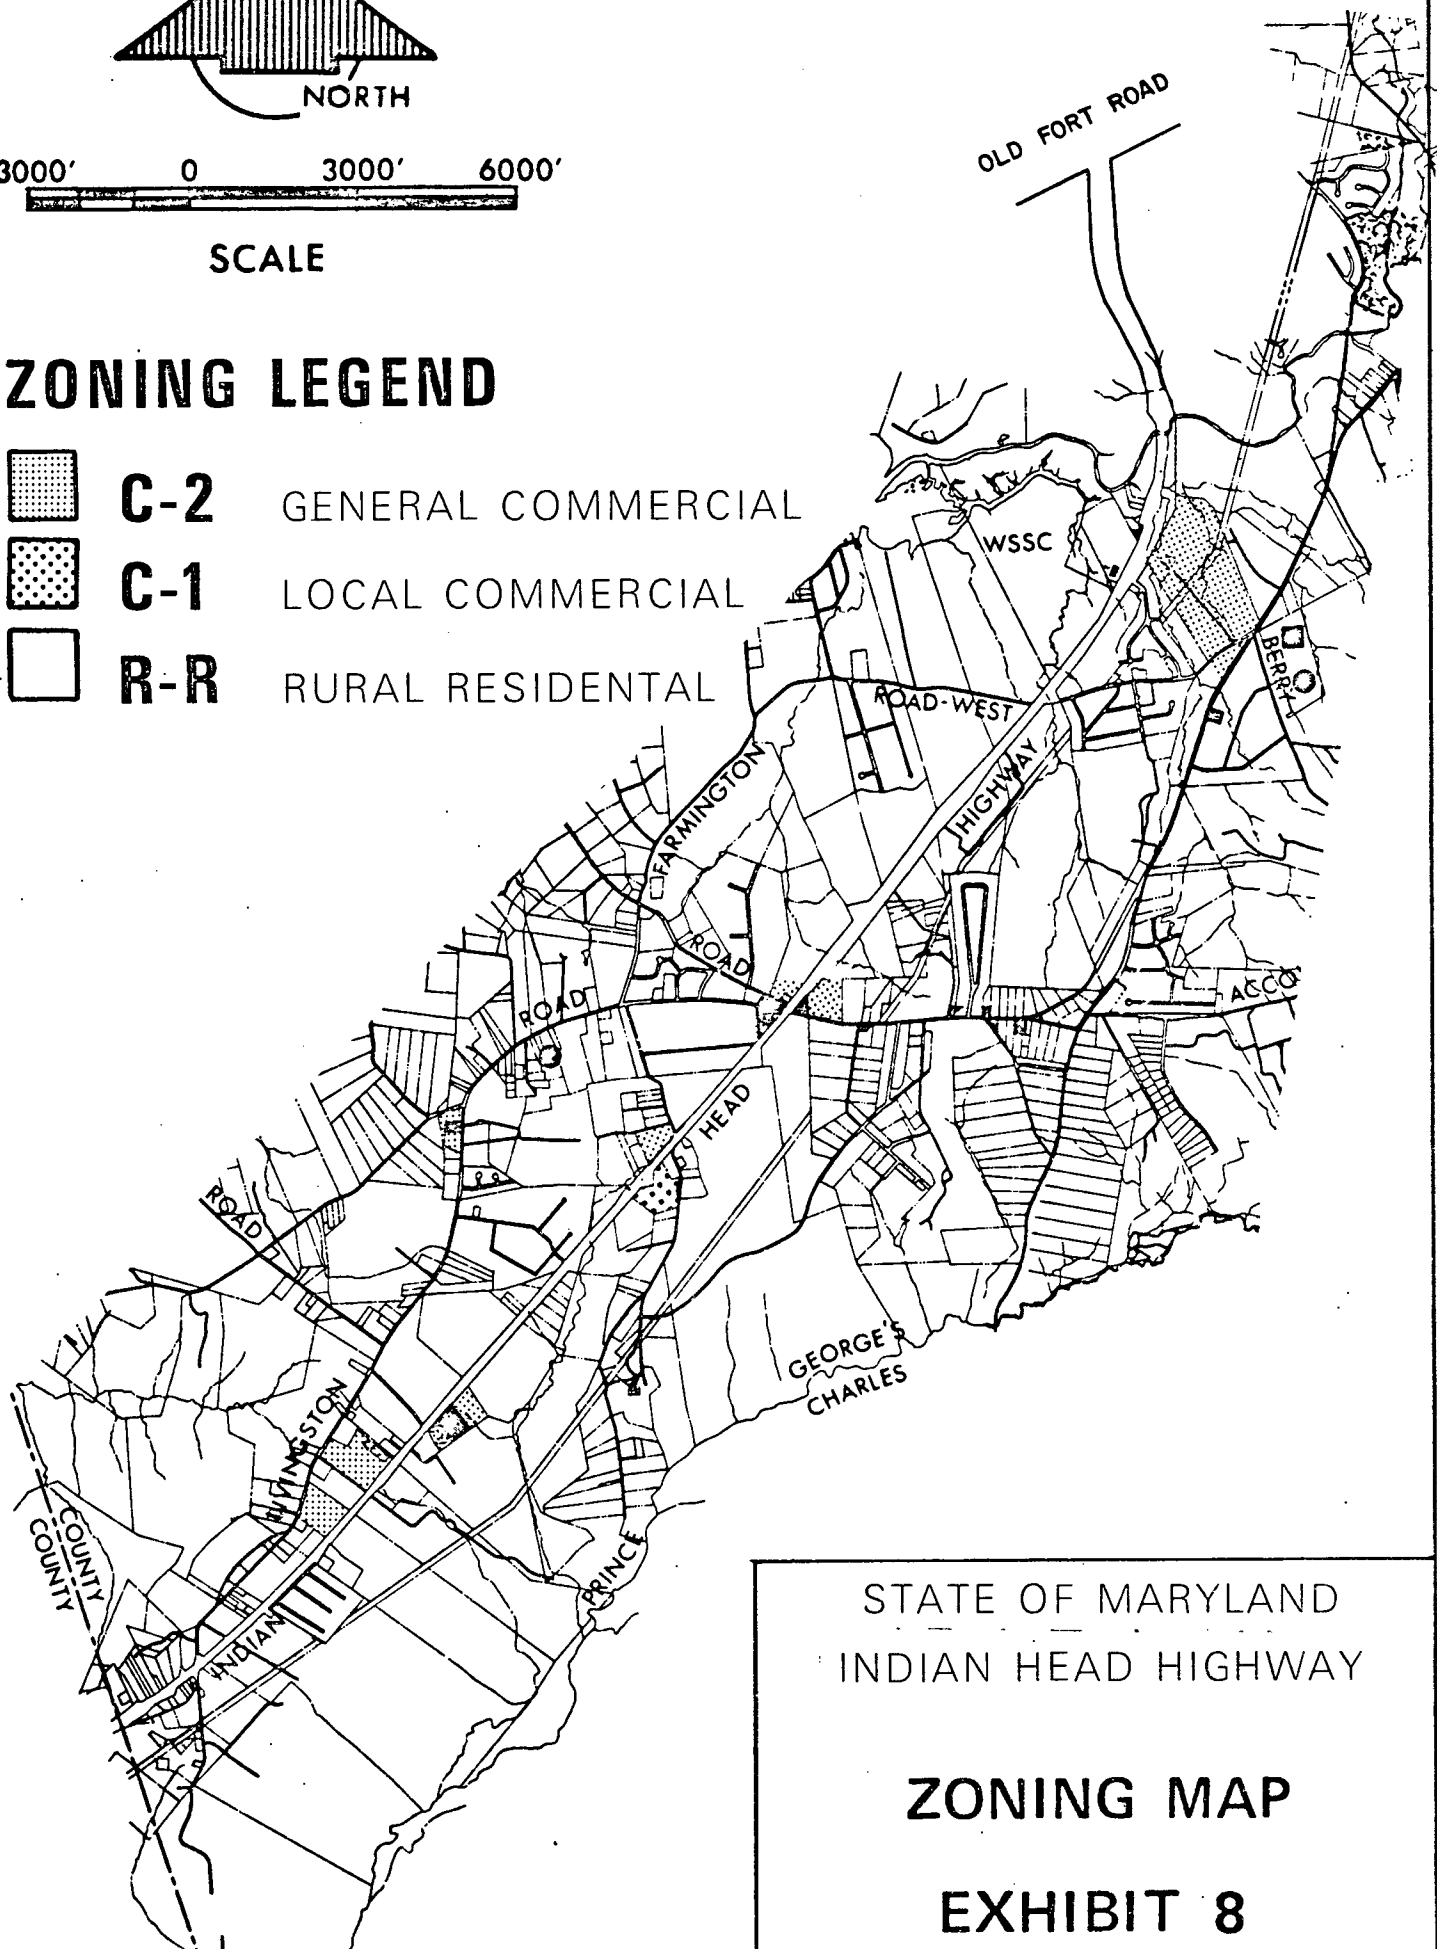 NORTH
3000' 0 3000' 6000'
SCALE
OLD FORT ROAD
ZONING LEGEND
C-2 GENERAL COMMERCIAL
C-1 LOCAL COMMERCIAL
R-R RURAL RESIDENTAL
WSSC
BERRY
ROAD-WEST
FARMINGTON
HIGHWAY
ROAD
ROAD
ACCO
HEAD
ROAD
GEORGE'S
CHARLES
LIVINGSTON
COUNTY
COUNTY
PRINCE
INDIAN
STATE OF MARYLAND
INDIAN HEAD HIGHWAY
ZONING MAP
EXHIBIT 8